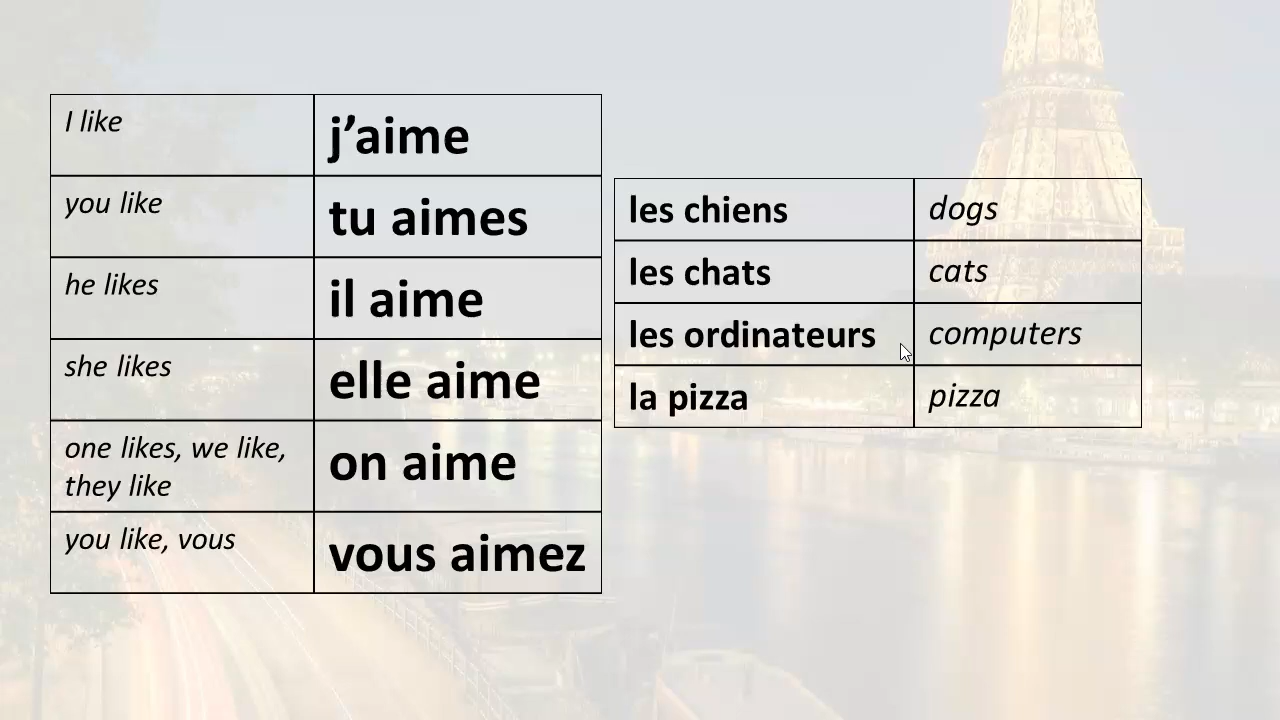 I like
j’aime
you like
tu aimes
he likes
il aime
she likes
elle aime
one likes, we like,
they like
on aime
you like, vous
vous aimez
les chiens
dogs
les chats
cats
les ordinateurs
computers
la pizza
pizza